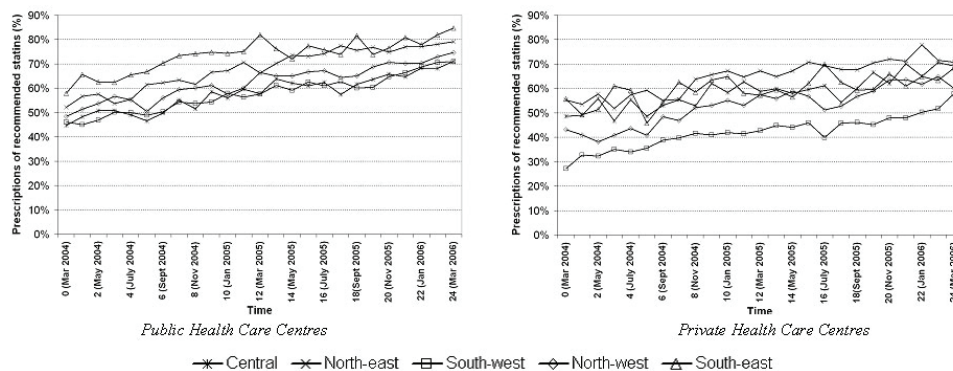 Prescriptions of recommended statins (%)
90%
80%
70%
60%
50%
40%
30%
20%
10%
0%
0 (Mar 2004)
2 (May 2004)
4 (July 2004)
6 (Sept 2004)
8 (Nov 2004)
10 (Jan 2005)
12 (Mar 2005)
14 (May 2005)
16 (July 2005)
18(Sept 2005)
20 (Nov 2005)
22 (Jan 2006)
24 (Mar 2006)
Time
Public Health Care Centres
Prescriptions of recommended statins (%)
90%
80%
70%
60%
50%
40%
30%
20%
10%
0%
0 (Mar 2004)
2 (May 2004)
4 (July 2004)
6 (Sept 2004)
8 (Nov 2004)
10 (Jan 2005)
12 (Mar 2005)
14 (May 2005)
16 (July 2005)
18 (Sept 2005)
20 (Nov 2005)
22 (Jan 2006)
24 (Mar 2006)
Time
Private Health Care Centres
Central North-east South-west North-west South-east